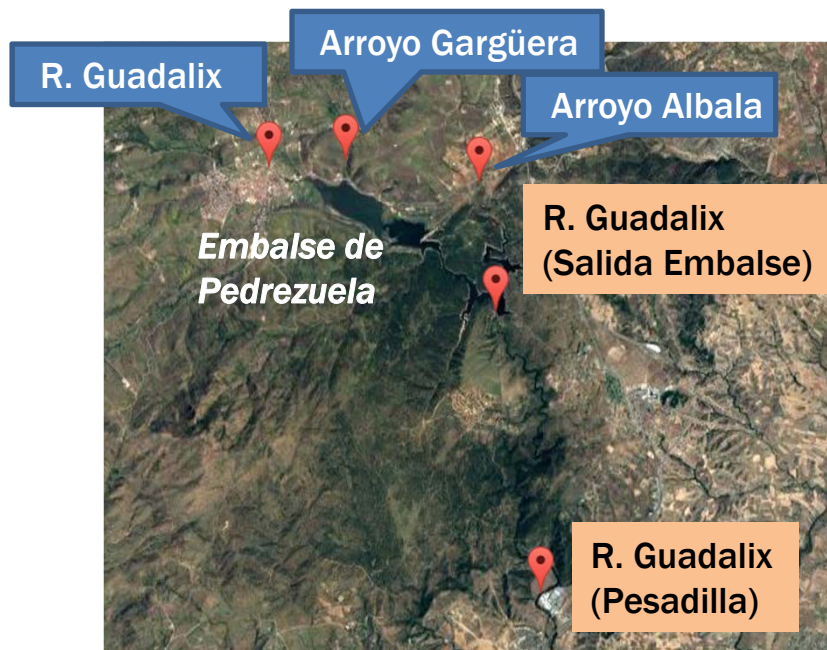 Arroyo Gargüera
R. Guadalix
Arroyo Albala
R. Guadalix
(Salida Embalse)
Embalse de
Pedrezuela
R. Guadalix
(Pesadilla)